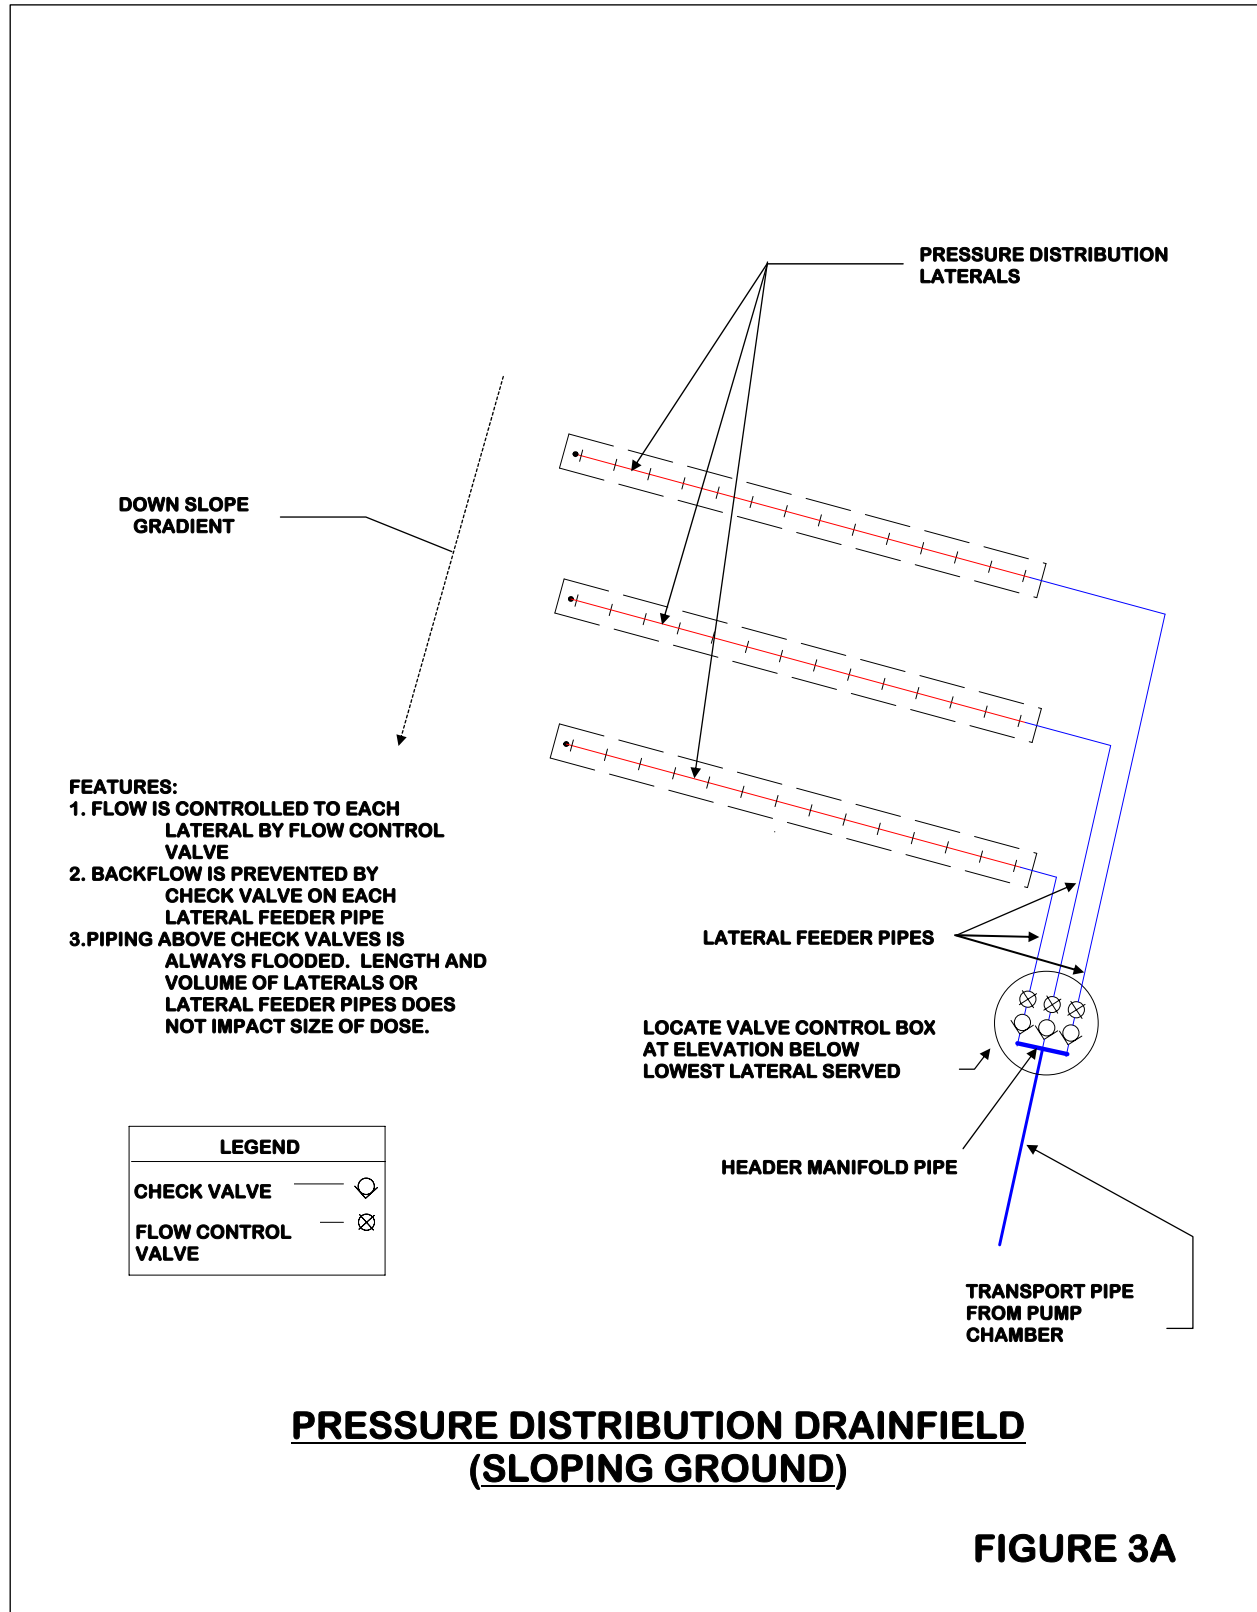 PRESSURE DISTRIBUTION
LATERALS
DOWN SLOPE
GRADIENT
FEATURES:
1. FLOW IS CONTROLLED TO EACH
LATERAL BY FLOW CONTROL
VALVE
2. BACKFLOW IS PREVENTED BY
CHECK VALVE ON EACH
LATERAL FEEDER PIPE
3.PIPING ABOVE CHECK VALVES IS
ALWAYS FLOODED. LENGTH AND
VOLUME OF LATERALS OR
LATERAL FEEDER PIPES DOES
NOT IMPACT SIZE OF DOSE.
LATERAL FEEDER PIPES
LOCATE VALVE CONTROL BOX
AT ELEVATION BELOW
LOWEST LATERAL SERVED
HEADER MANIFOLD PIPE
LEGEND
CHECK VALVE
FLOW CONTROL
VALVE
TRANSPORT PIPE
FROM PUMP
CHAMBER
PRESSURE DISTRIBUTION DRAINFIELD
(SLOPING GROUND)
FIGURE 3A